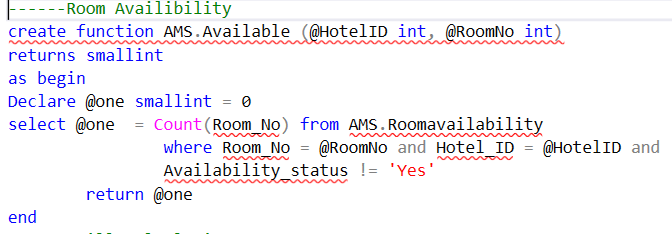 ------Room Availibility
create function AMS.Available (@HotelID int, @RoomNo int)
returns smallint
as begin
Declare @one smallint = 0
select @one  = Count(Room_No) from AMS.Roomavailability
where Room_No = @RoomNo and Hotel_ID = @HotelID and
Availability_status != 'Yes'
return @one
end